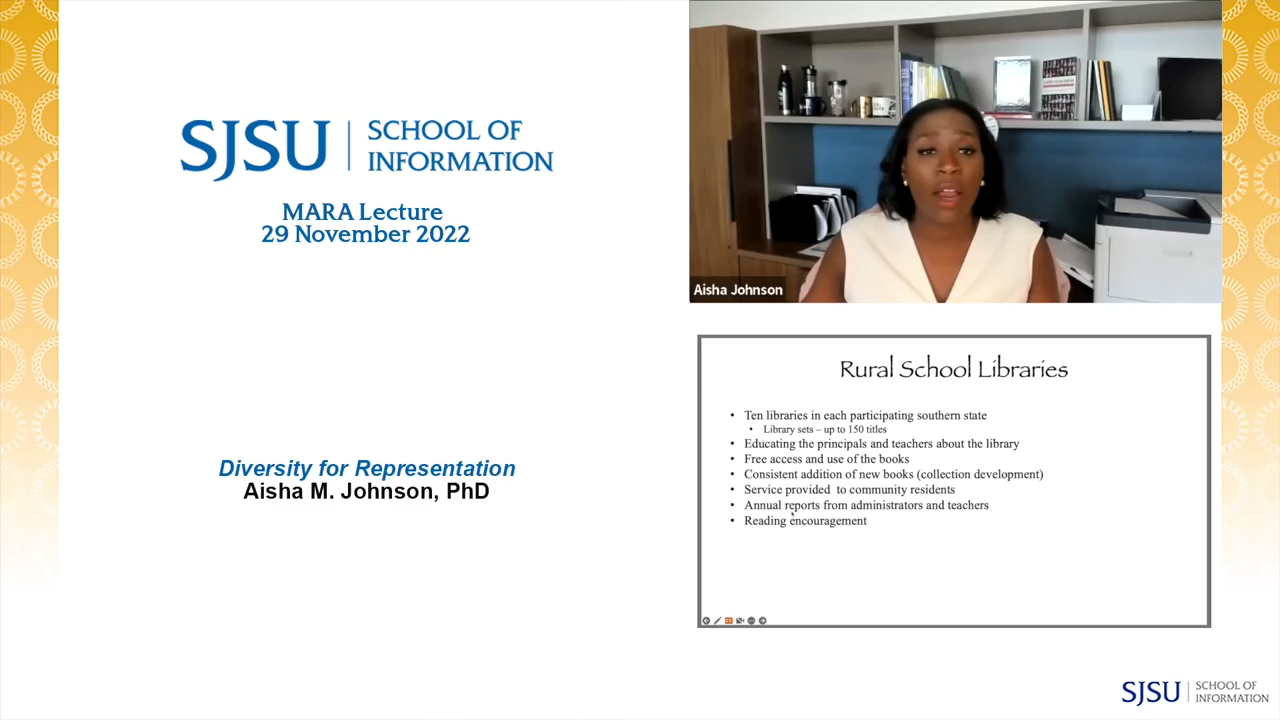 SJSU
SCHOOL OF
INFORMATION
MARA Lecture
29 November 2022
Diversity for Representation
Aisha M. Johnson, PhD
Aisha Johnson
Rural School Libraries
• Ten libraries in each participating southern state
• Library sets – up to 150 titles
• Educating the principals and teachers about the library
• Free access and use of the books
• Consistent addition of new books (collection development)
• Service provided to community residents
• Annual reports from administrators and teachers
• Reading encouragement
SJSU
SCHOOL OF
INFORMATION